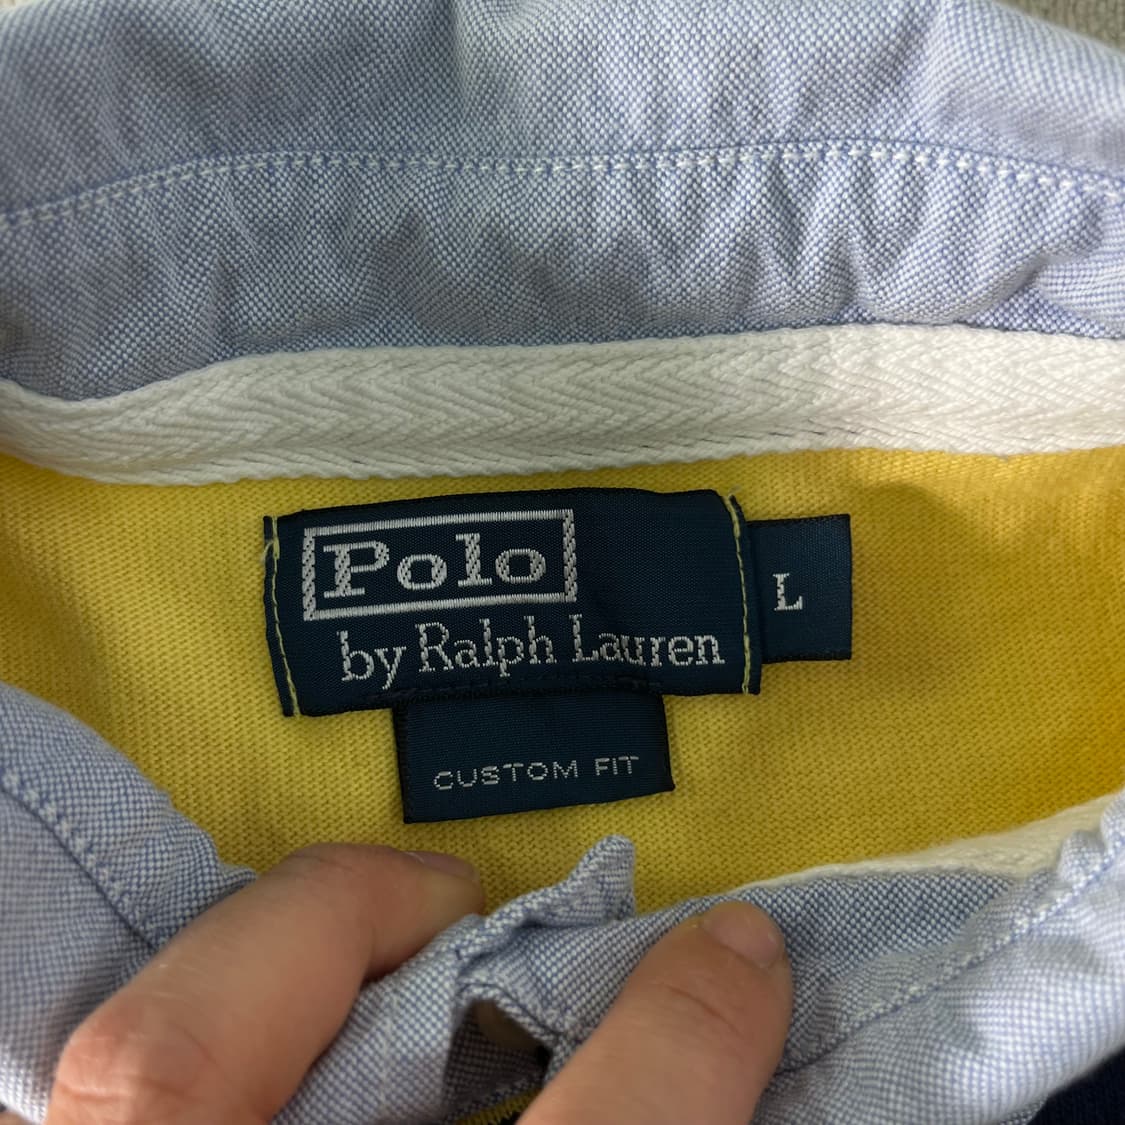 Polo
by Ralph Lauren
L
CUSTOM FIT